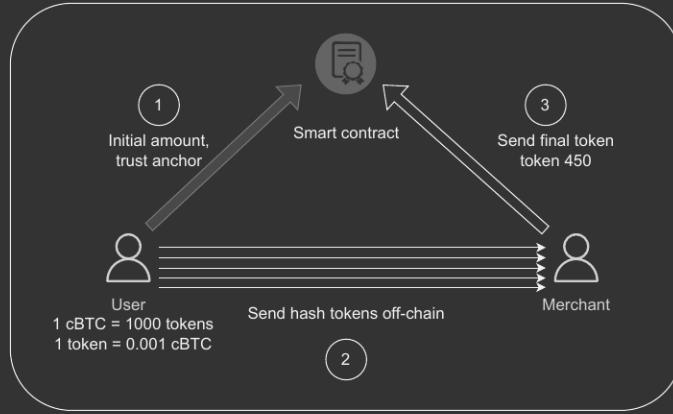 1
Initial amount,
trust anchor
Smart contract
3
Send final token
token 450
User
1 cBTC = 1000 tokens
1 token = 0.001 cBTC
Send hash tokens off-chain
2
Merchant